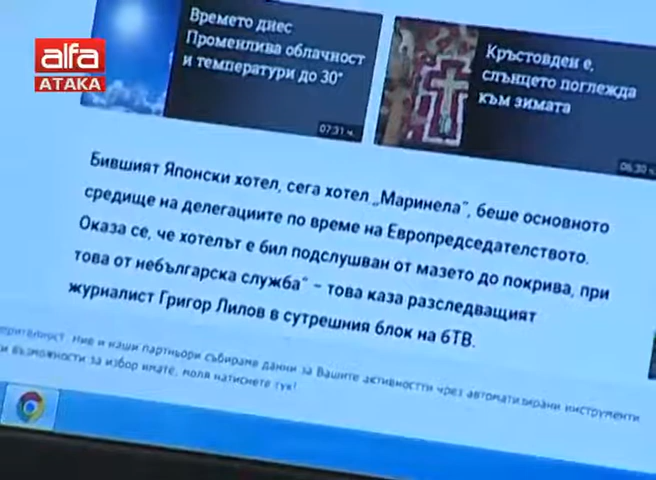 alfa
АТАКА
Времето днес
Променлива облачност
и температури до 30°
07:31 ч.
Кръстовден е,
слънцето поглежда
към зимата
06:30 ч.
Бившият Японски хотел, сега хотел „Маринела", беше основното
средище на делегациите по време на Европредседателството.
Оказа се, че хотелът е бил подслушван от мазето до покрива, при
това от небългарска служба" – това каза разследващият
журналист Григор Лилов в сутрешния блок на 6ТВ.
Ние и наши партньори събираме данни за Вашите активности чрез автоматизирани инструменти
и възможности за избор имате, моля натиснете тук!